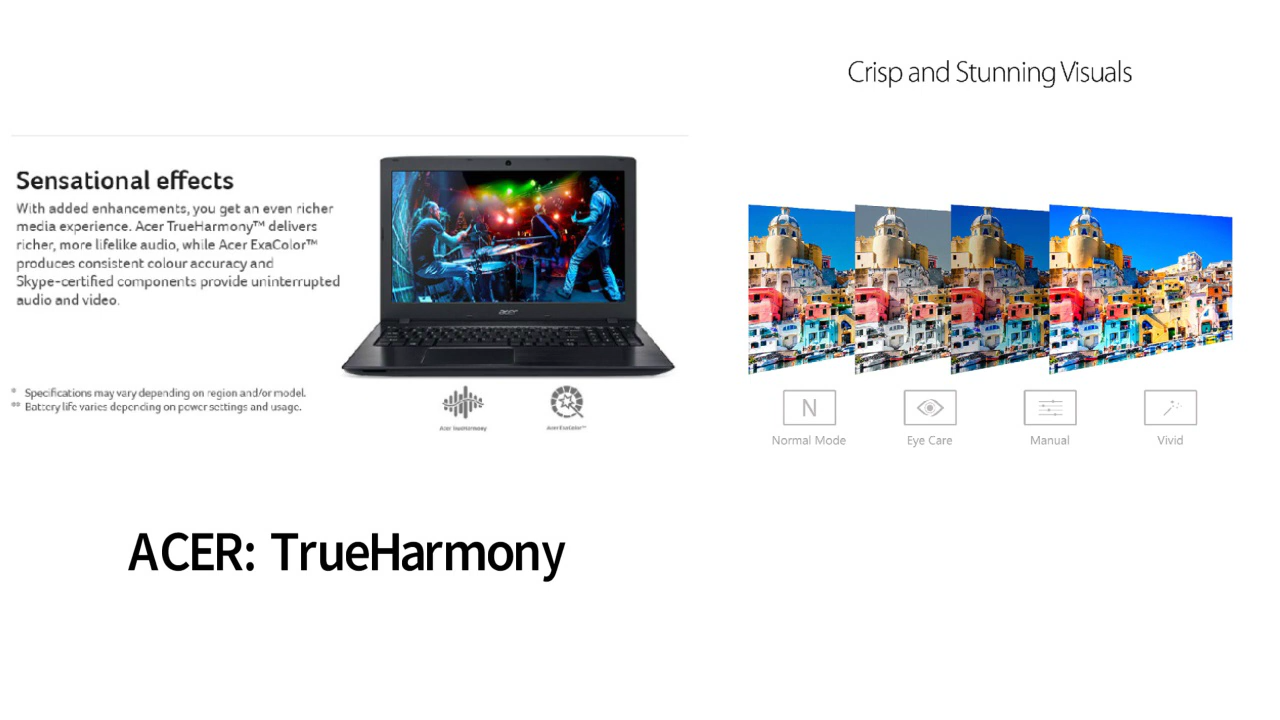 Crisp and Stunning Visuals
Sensational effects
With added enhancements, you get an even richer
media experience. Acer TrueHarmony™ delivers
richer, more lifelike audio, while Acer ExaColor™
produces consistent colour accuracy and
Skype-certified components provide uninterrupted
audio and video.
* Specifications may vary depending on region and/or model.
** Battery life varies depending on power settings and usage.
acer
Acer TrueHarmony
Acer ExaColor™
N
Normal Mode
Eye Care
Manual
Vivid
ACER: TrueHarmony